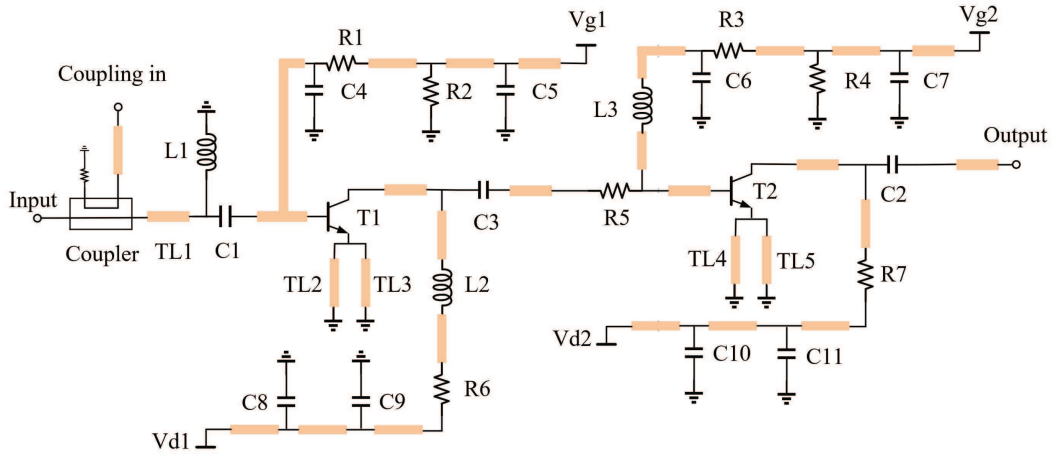 Vg1
Vg2
R1
R3
Coupling in
C4
R2
C5
C6
R4
C7
L1
L3
Output
Input
T1
C3
R5
T2
C2
Coupler
TL1
C1
TL2
TL3
L2
TL4
TL5
R7
Vd2
C10
C11
R6
C8
C9
Vd1